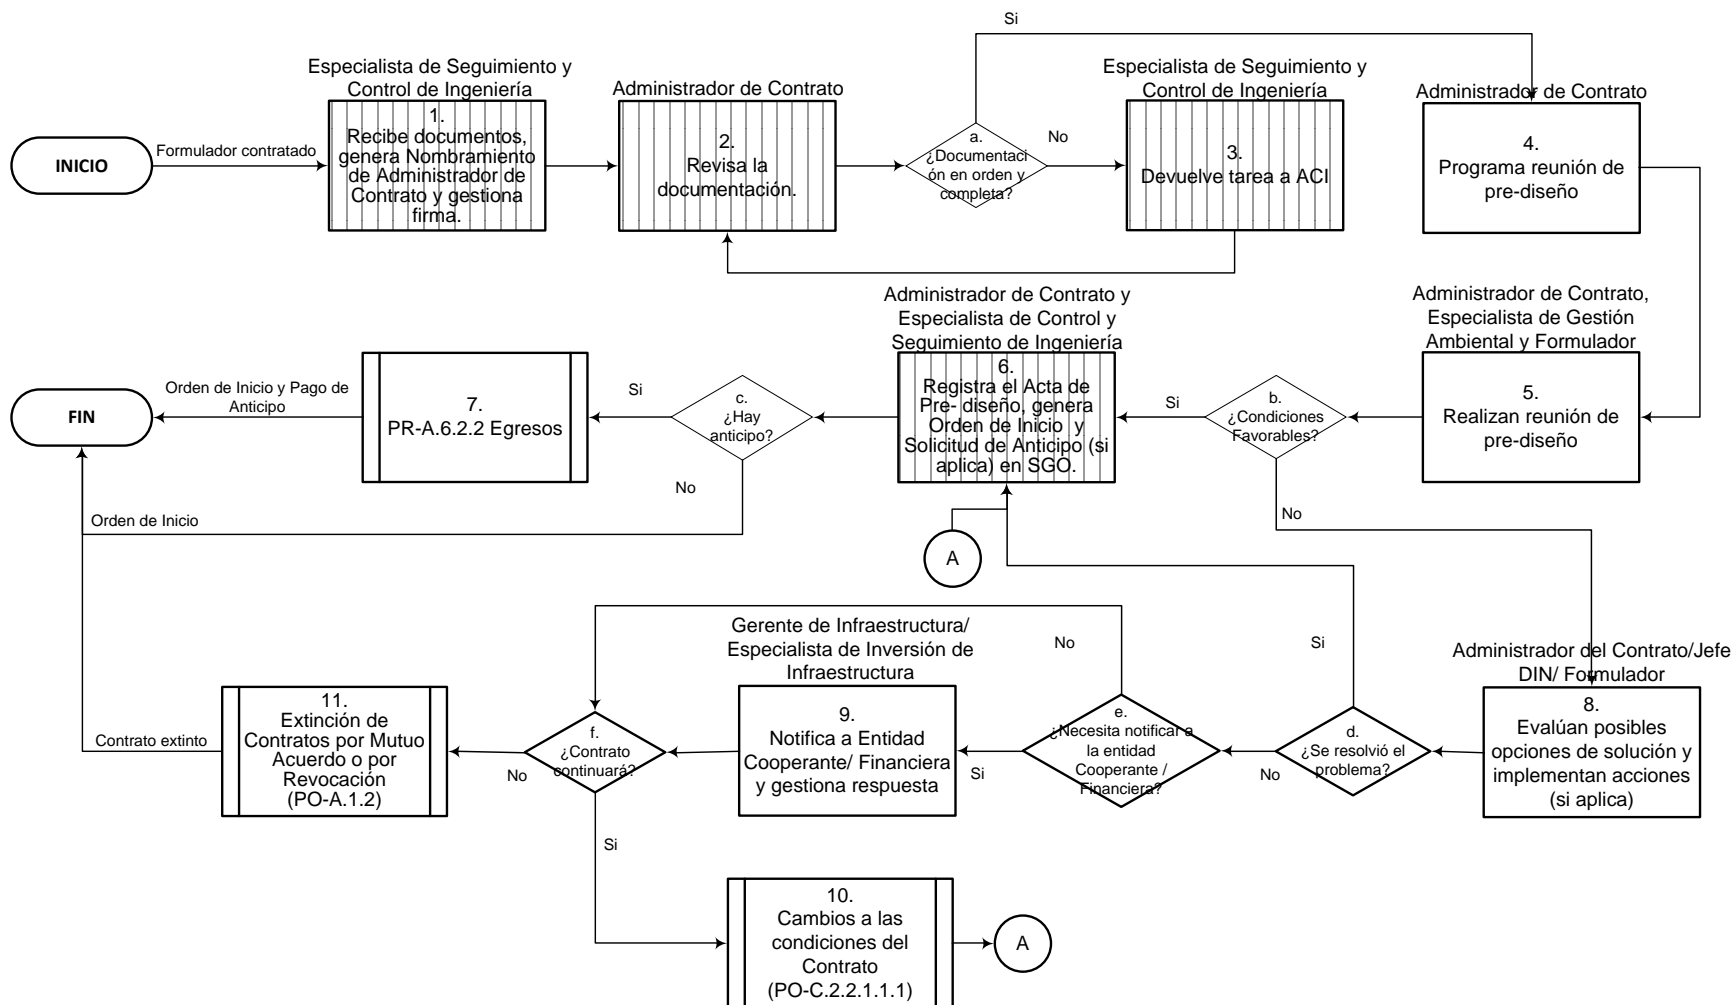 Si
Especialista de Seguimiento y
Control de Ingeniería
Administrador de Contrato
Especialista de Seguimiento y
Control de Ingeniería
Administrador de Contrato
INICIO
Formulador contratado
1.
Recibe documentos,
genera Nombramiento
de Administrador de
Contrato y gestiona
firma.
2.
Revisa la
documentación.
a.
¿Documentaci
ón en orden y
completa?
No
3.
Devuelve tarea a ACI
4.
Programa reunión de
pre-diseño
Administrador de Contrato y
Especialista de Control y
Seguimiento de Ingeniería
Administrador de Contrato,
Especialista de Gestión
Ambiental y Formulador
FIN
Orden de Inicio y Pago de
Anticipo
7.
PR-A.6.2.2 Egresos
Si
c.
¿Hay
anticipo?
No
Orden de Inicio
6.
Registra el Acta de
Pre- diseño, genera
Orden de Inicio y
Solicitud de Anticipo (si
aplica) en SGO.
Si
b.
¿Condiciones
Favorables?
No
5.
Realizan reunión de
pre-diseño
A
Gerente de Infraestructura/
Especialista de Inversión de
Infraestructura
No
Si
Administrador del Contrato/Jefe
DIN/ Formulador
Contrato extinto
11.
Extinción de
Contratos por Mutuo
Acuerdo o por
Revocación
(PO-A.1.2)
No
f.
¿Contrato
continuará?
Si
9.
Notifica a Entidad
Cooperante/ Financiera
y gestiona respuesta
Si
e.
¿Necesita notificar a
la entidad
Cooperante /
Financiera?
No
d.
¿Se resolvió el
problema?
8.
Evalúan posibles
opciones de solución y
implementan acciones
(si aplica)
10.
Cambios a las
condiciones del
Contrato
(PO-C.2.2.1.1.1)
A